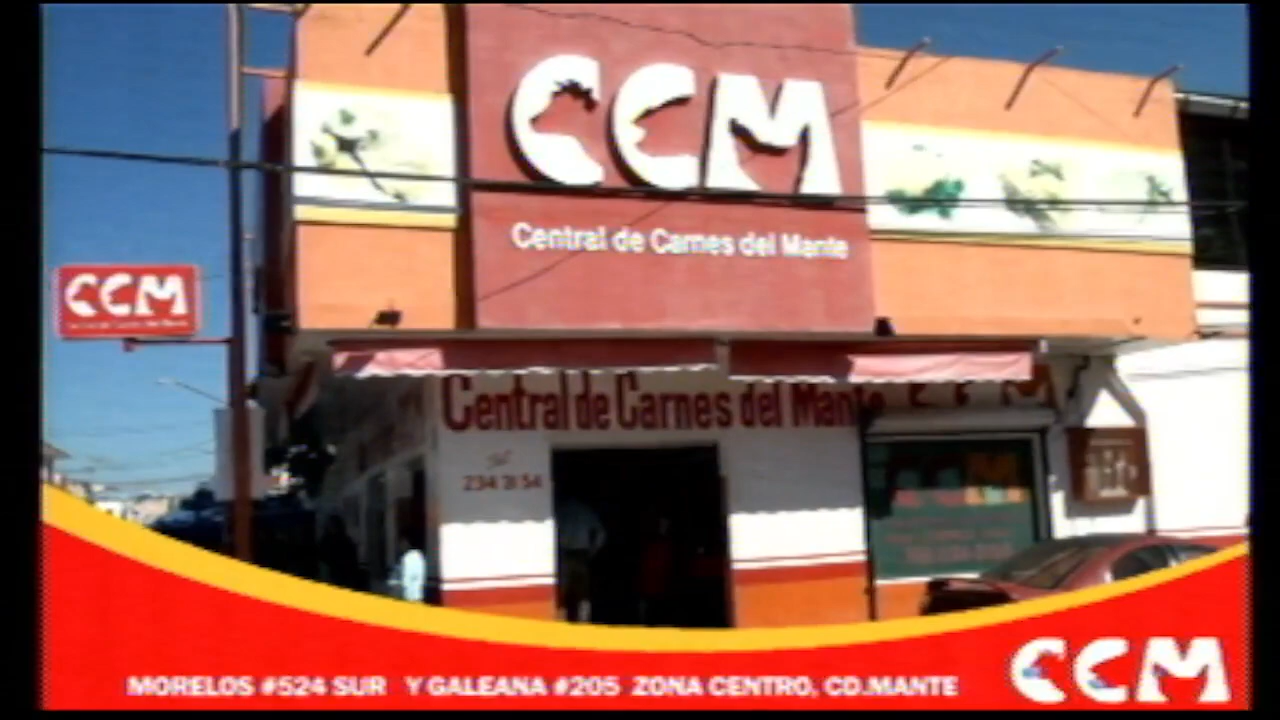 CCM
Central de Carnes del Mante
CCM
Central de Carnes del Mante
234 31 54
MORELOS #524 SUR Y GALEANA #205 ZONA CENTRO, CD.MANTE
CCM